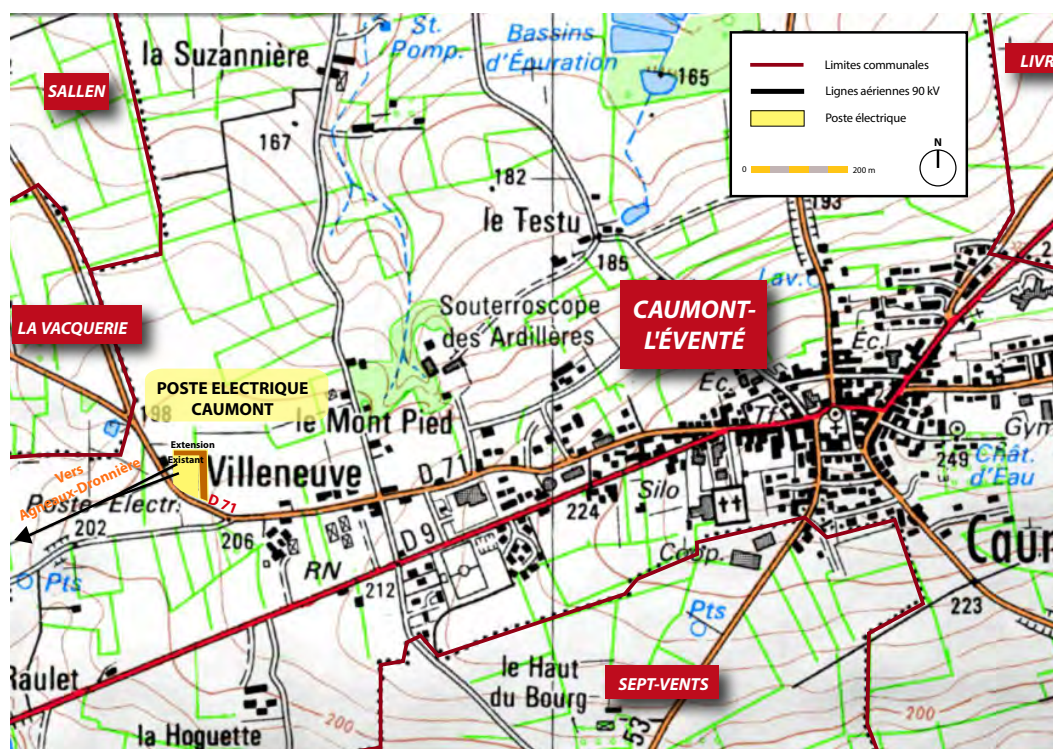 la Suzannière
St.
Pomp.
Bassins
d'Épuration
165
SALLEN
167
182
le Testu
185
193
Lav.
Limites communales
Lignes aériennes 90 kV
Poste électrique
0
200 m
N
LIVR
LA VACQUERIE
Souterroscope
des Ardillères
CAUMONT-
L'ÉVENTÉ
Éc.
Éc.
POSTE ELECTRIQUE
CAUMONT
198
le Mont Pied
Extension
Existant
Villeneuve
D 71
D 71
Vers
Agneaux-Dronnière
Poste Electr.
202
206
RN
D 9
212
224
Silo
Coop.
249
Gym
Chât.
d'Eau
Caum
223
Pts
Pts
Raulet
la Hoguette
200
le Haut
du Bourg
SEPT-VENTS
53
200